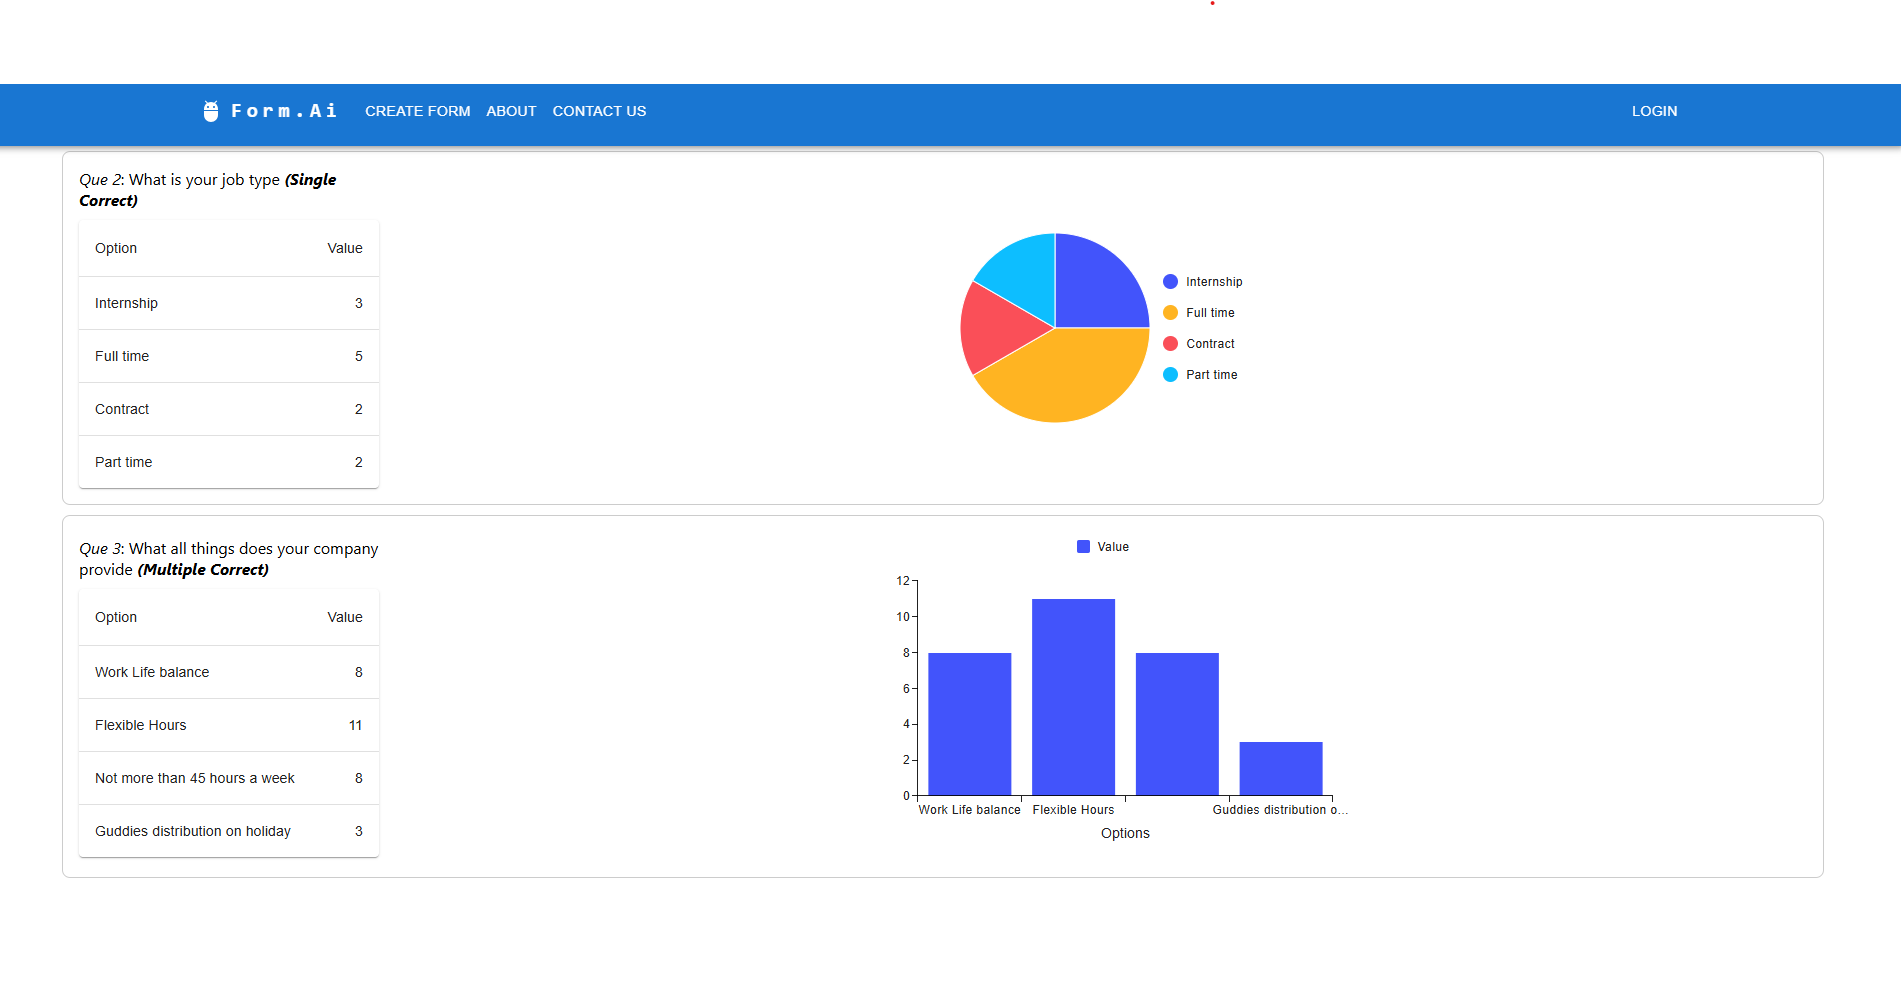 Form.Ai CREATE FORM ABOUT CONTACT US LOGIN
Que 2: What is your job type (Single
Correct)
Option Value
Internship 3
Full time 5
Contract 2
Part time 2
Internship
Full time
Contract
Part time
Que 3: What all things does your company
provide (Multiple Correct)
Option Value
Work Life balance 8
Flexible Hours 11
Not more than 45 hours a week 8
Guddies distribution on holiday 3
Value
12
10
8
6
4
2
0
Work Life balance Flexible Hours Guddies distribution o...
Options